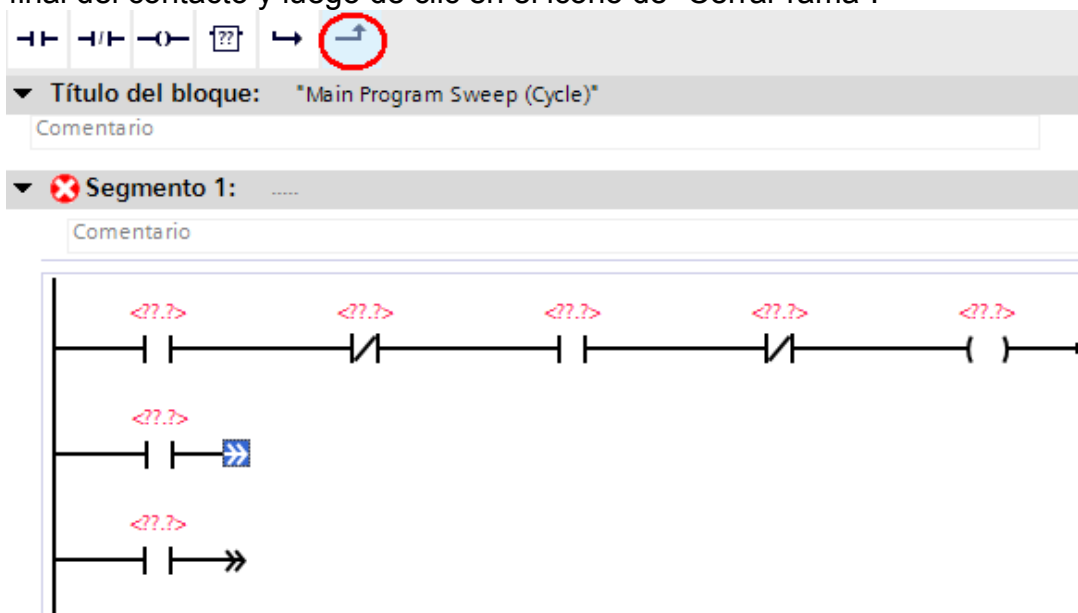 final del contacto y luego de clic en el icono de "Cerrar rama".
??
Título del bloque: "Main Program Sweep (Cycle)"
Comentario
Segmento 1: .....
Comentario
<??.?> <??.?> <??.?> <??.?> <??.?>
<??.?>
<??.?>